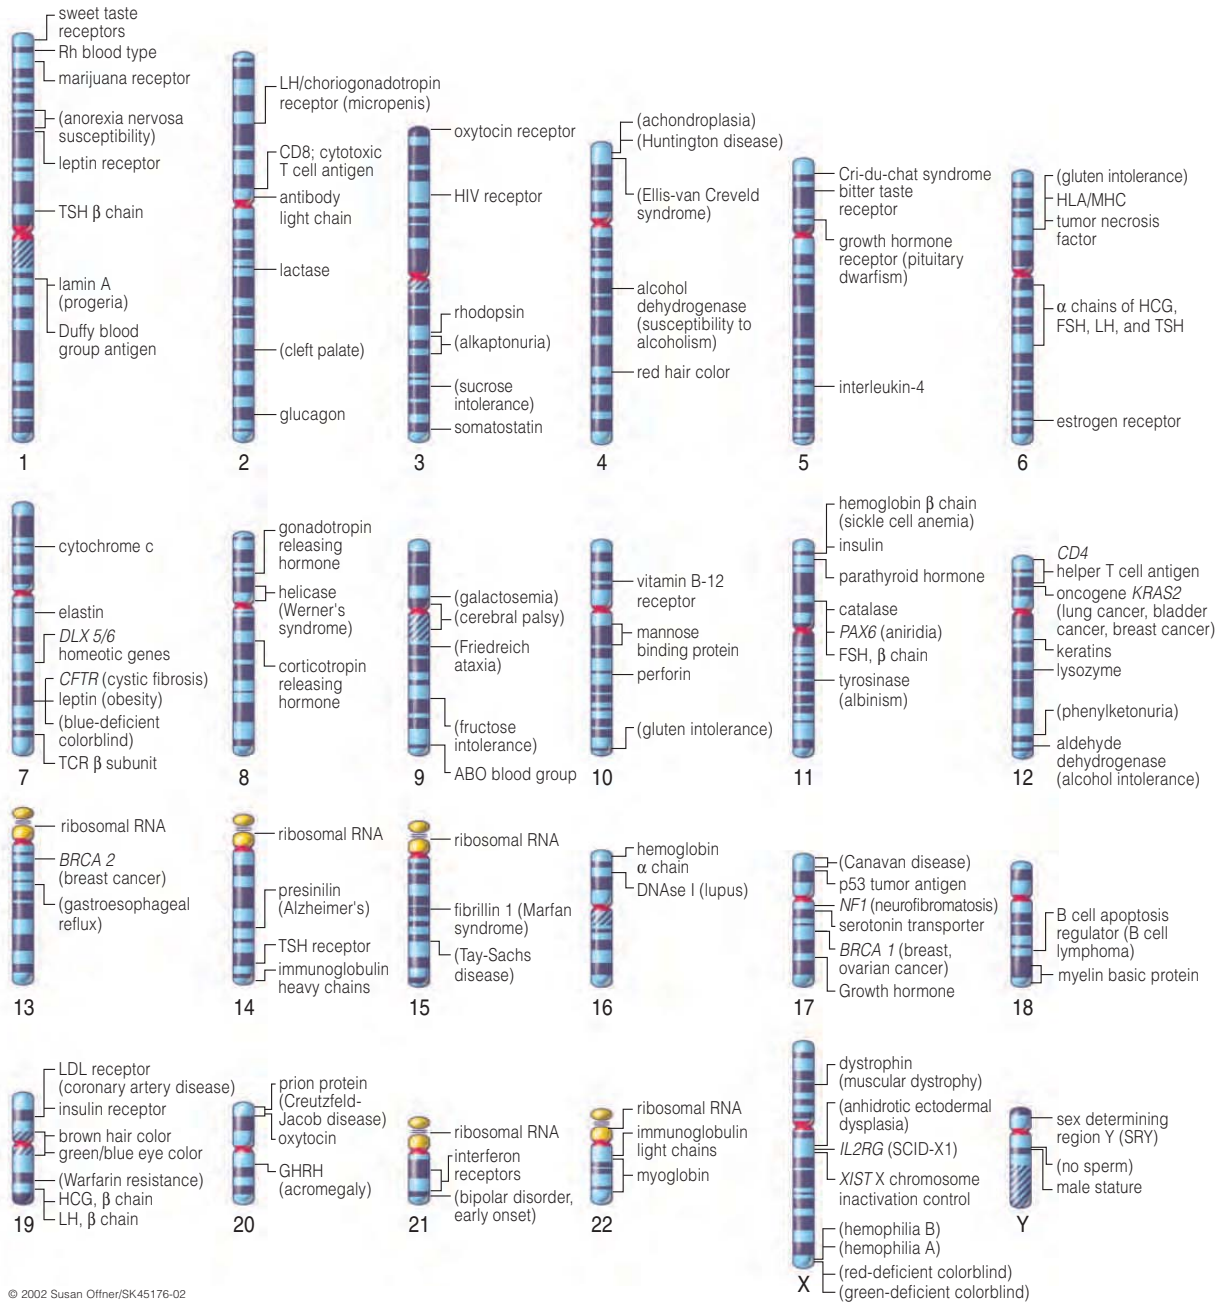 sweet taste
receptors
Rh blood type
marijuana receptor
(anorexia nervosa
susceptibility)
leptin receptor
TSH β chain
lamin A
(progeria)
Duffy blood
group antigen
1
LH/choriogonadotropin
receptor (micropenis)
CD8; cytotoxic
T cell antigen
antibody
light chain
lactase
(cleft palate)
glucagon
2
oxytocin receptor
HIV receptor
rhodopsin
(alkaptonuria)
(sucrose
intolerance)
somatostatin
3
(achondroplasia)
(Huntington disease)
(Ellis-van Creveld
syndrome)
alcohol
dehydrogenase
(susceptibility to
alcoholism)
red hair color
4
Cri-du-chat syndrome
bitter taste
receptor
growth hormone
receptor (pituitary
dwarfism)
interleukin-4
5
(gluten intolerance)
HLA/MHC
tumor necrosis
factor
α chains of HCG,
FSH, LH, and TSH
estrogen receptor
6
cytochrome c
elastin
DLX 5/6
homeotic genes
CFTR (cystic fibrosis)
leptin (obesity)
(blue-deficient
colorblind)
TCR β subunit
7
gonadotropin
releasing
hormone
helicase
(Werner's
syndrome)
corticotropin
releasing
hormone
8
(galactosemia)
(cerebral palsy)
(Friedreich
ataxia)
(fructose
intolerance)
ABO blood group
9
vitamin B-12
receptor
mannose
binding protein
perforin
(gluten intolerance)
10
hemoglobin β chain
(sickle cell anemia)
insulin
parathyroid hormone
catalase
PAX6 (aniridia)
FSH, β chain
tyrosinase
(albinism)
11
CD4
helper T cell antigen
oncogene KRAS2
(lung cancer, bladder
cancer, breast cancer)
keratins
lysozyme
(phenylketonuria)
aldehyde
dehydrogenase
(alcohol intolerance)
12
ribosomal RNA
BRCA 2
(breast cancer)
(gastroesophageal
reflux)
13
ribosomal RNA
presinilin
(Alzheimer's)
TSH receptor
immunoglobulin
heavy chains
14
ribosomal RNA
fibrillin 1 (Marfan
syndrome)
(Tay-Sachs
disease)
15
hemoglobin
α chain
DNAse I (lupus)
16
(Canavan disease)
p53 tumor antigen
NF1 (neurofibromatosis)
serotonin transporter
BRCA 1 (breast,
ovarian cancer)
Growth hormone
17
B cell apoptosis
regulator (B cell
lymphoma)
myelin basic protein
18
LDL receptor
(coronary artery disease)
insulin receptor
brown hair color
green/blue eye color
(Warfarin resistance)
HCG, β chain
LH, β chain
19
prion protein
(Creutzfeld-
Jacob disease)
oxytocin
GHRH
(acromegaly)
20
ribosomal RNA
interferon
receptors
(bipolar disorder,
early onset)
21
ribosomal RNA
immunoglobulin
light chains
myoglobin
22
dystrophin
(muscular dystrophy)
(anhidrotic ectodermal
dysplasia)
IL2RG (SCID-X1)
XIST X chromosome
inactivation control
(hemophilia B)
(hemophilia A)
(red-deficient colorblind)
(green-deficient colorblind)
X
sex determining
region Y (SRY)
(no sperm)
male stature
Y
© 2002 Susan Offner/SK45176-02